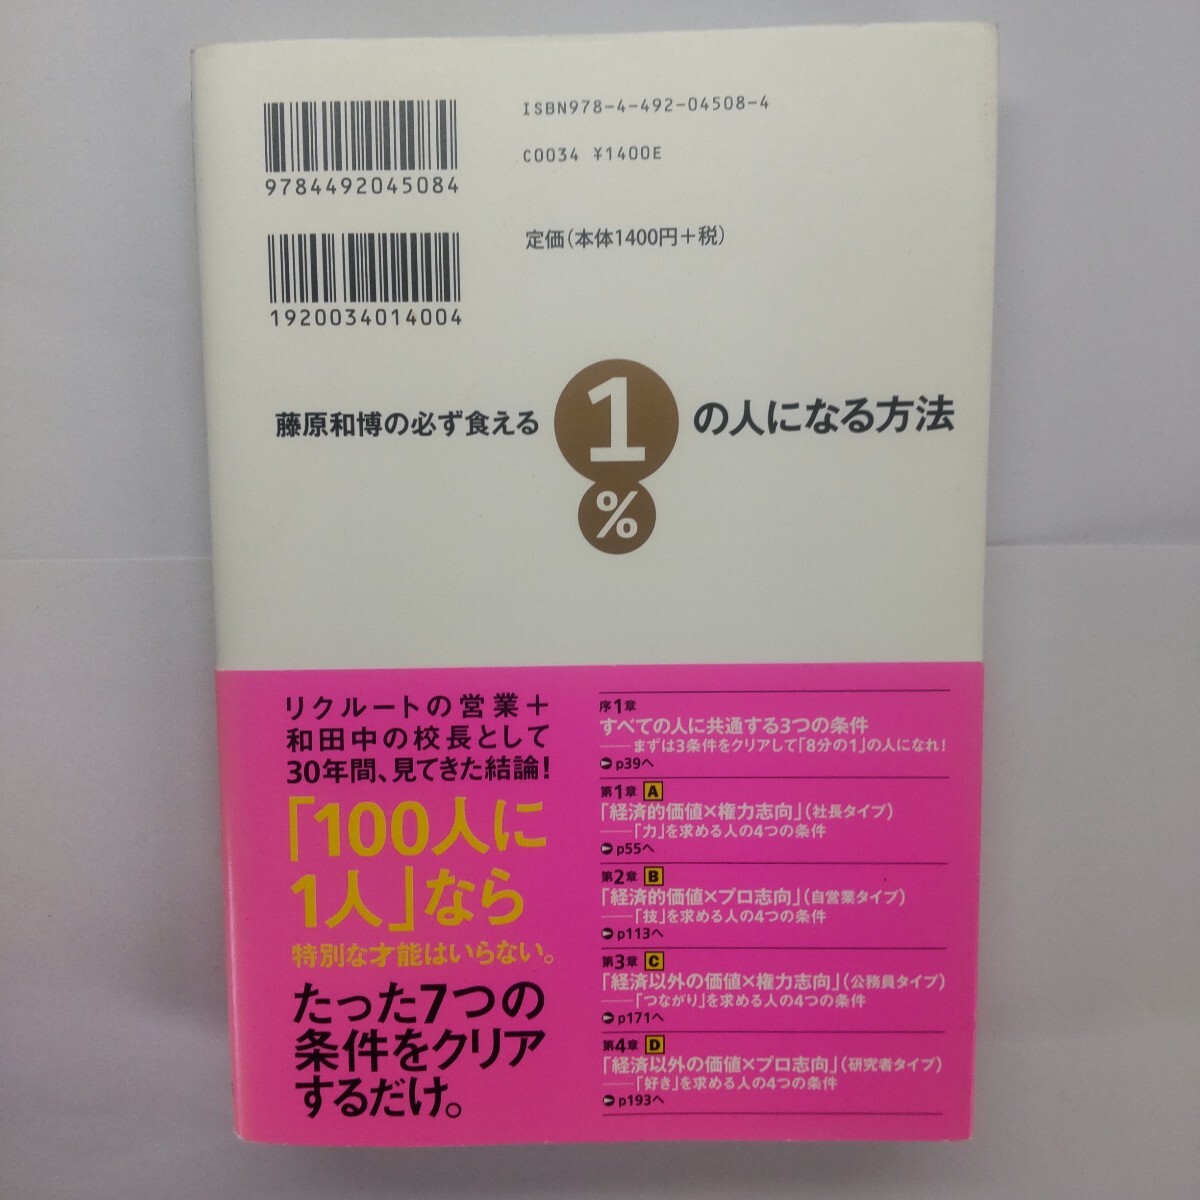 ISBN978-4-492-04508-4
C0034 ¥1400E
9784492045084
定価(本体1400円+税)
1920034014004
藤原和博の必ず食える1%の人になる方法
リクルートの営業+
和田中の校長として
30年間、見てきた結論!
「100人に
1人」なら
特別な才能はいらない。
たった7つの
条件をクリア
するだけ。
序1章
すべての人に共通する3つの条件
――まずは3条件をクリアして「8分の1」の人になれ!
p39へ
第1章 A
「経済的価値×権力志向」(社長タイプ)
――「力」を求める人の4つの条件
p55へ
第2章 B
「経済的価値×プロ志向」(自営業タイプ)
――「技」を求める人の4つの条件
p113へ
第3章 C
「経済以外の価値×権力志向」(公務員タイプ)
――「つながり」を求める人の4つの条件
p171へ
第4章 D
「経済以外の価値×プロ志向」(研究者タイプ)
――「好き」を求める人の4つの条件
p193へ